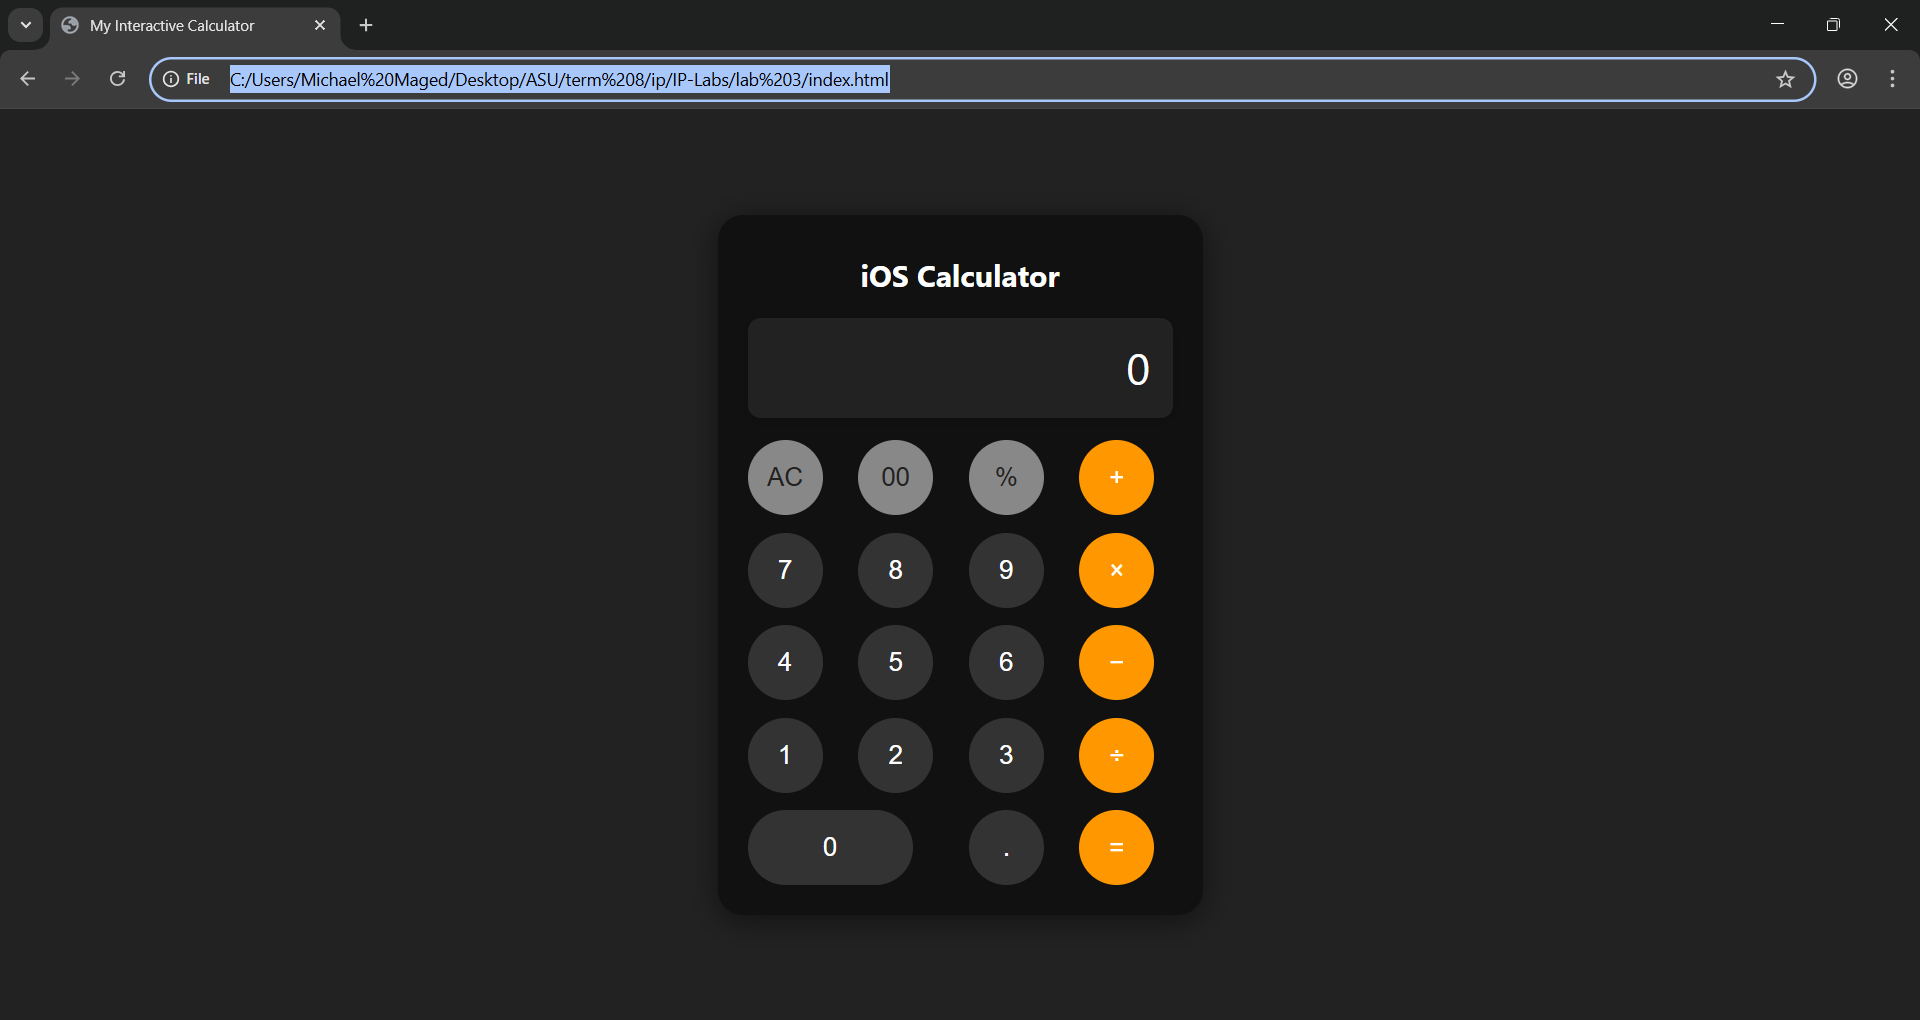 My Interactive Calculator
File C:/Users/Michael%20Maged/Desktop/ASU/term%208/ip/IP-Labs/lab%203/index.html
iOS Calculator
0
AC 00 % +
7 8 9 ×
4 5 6 −
1 2 3 ÷
0 . =